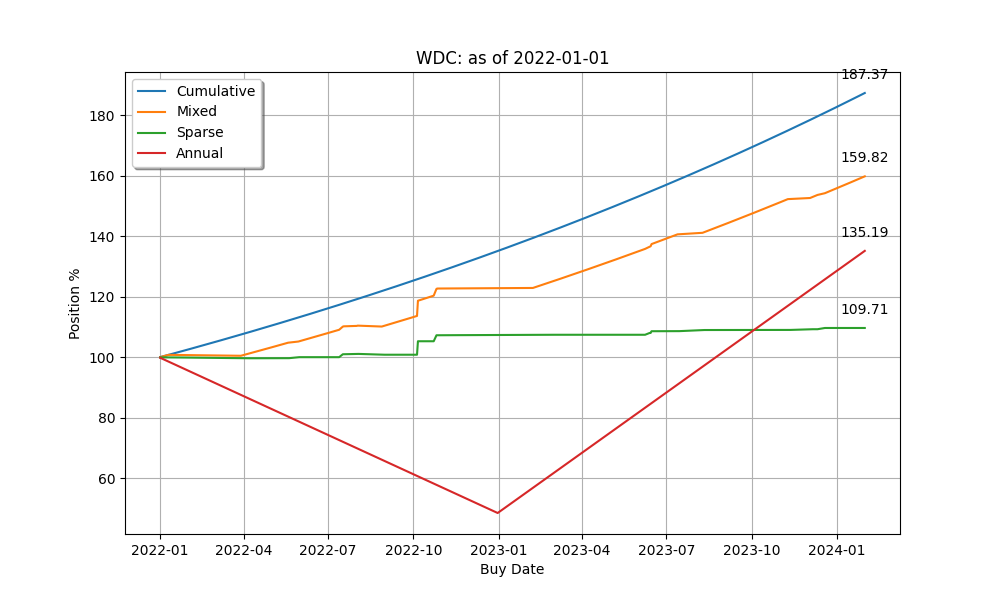 WDC: as of 2022-01-01
Cumulative
Mixed
Sparse
Annual
187.37
159.82
135.19
109.71
Position %
180
160
140
120
100
80
60
2022-01 2022-04 2022-07 2022-10 2023-01 2023-04 2023-07 2023-10 2024-01
Buy Date